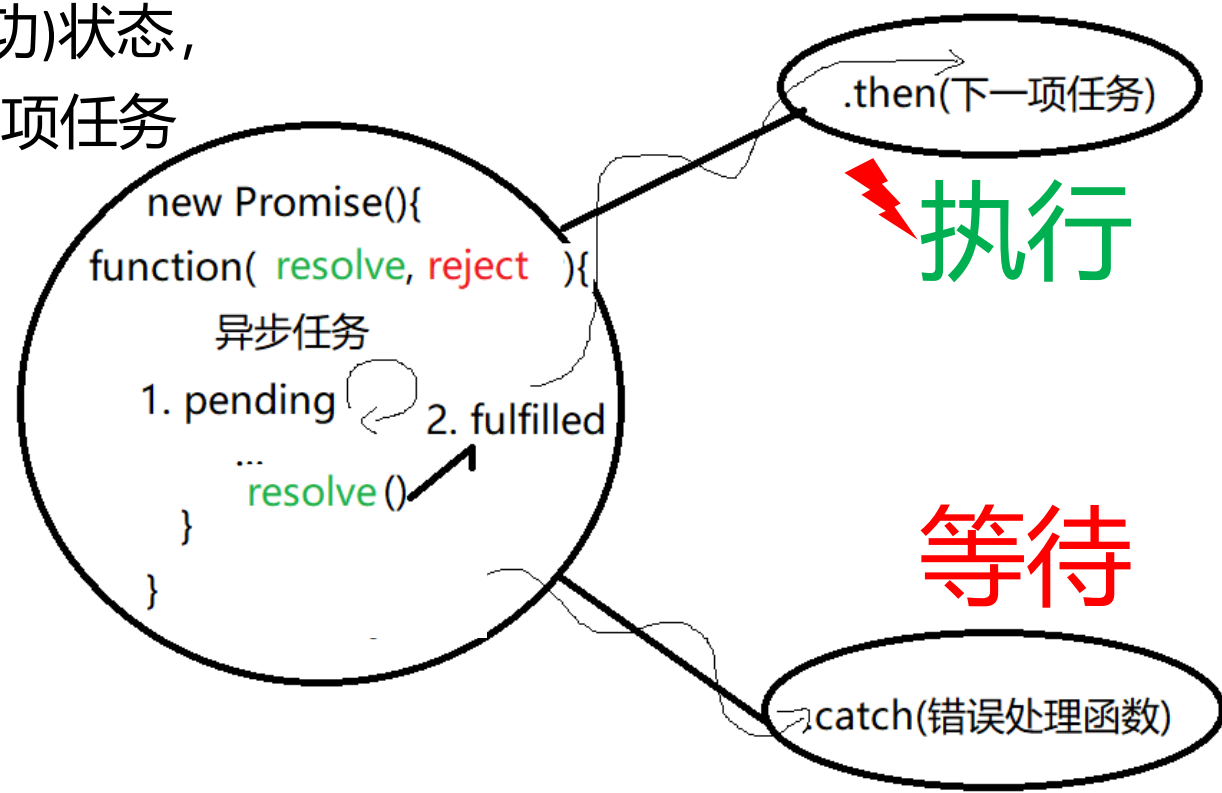 功)状态，
项任务
.then(下一项任务)
执行
new Promise(){
function( resolve, reject ){
异步任务
1. pending
2. fulfilled
...
resolve()
}
}
等待
.catch(错误处理函数)